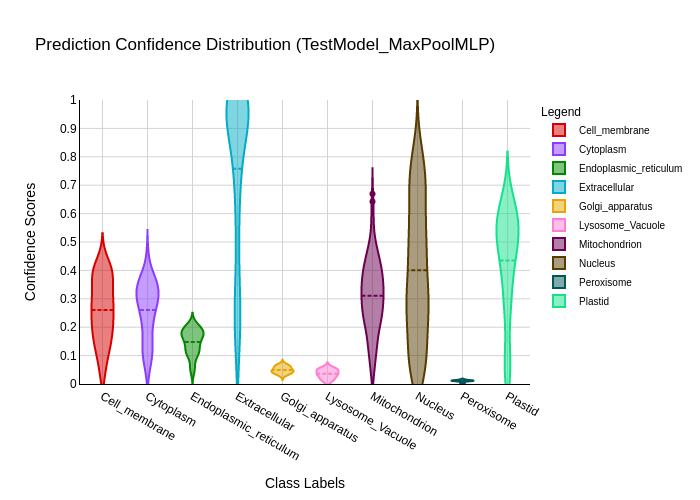 Prediction Confidence Distribution (TestModel_MaxPoolMLP)
Legend
Cell_membrane
Cytoplasm
Endoplasmic_reticulum
Extracellular
Golgi_apparatus
Lysosome_Vacuole
Mitochondrion
Nucleus
Peroxisome
Plastid
Confidence Scores
1
0.9
0.8
0.7
0.6
0.5
0.4
0.3
0.2
0.1
0
Cell_membrane
Cytoplasm
Endoplasmic_reticulum
Extracellular
Golgi_apparatus
Lysosome_Vacuole
Mitochondrion
Nucleus
Peroxisome
Plastid
Class Labels